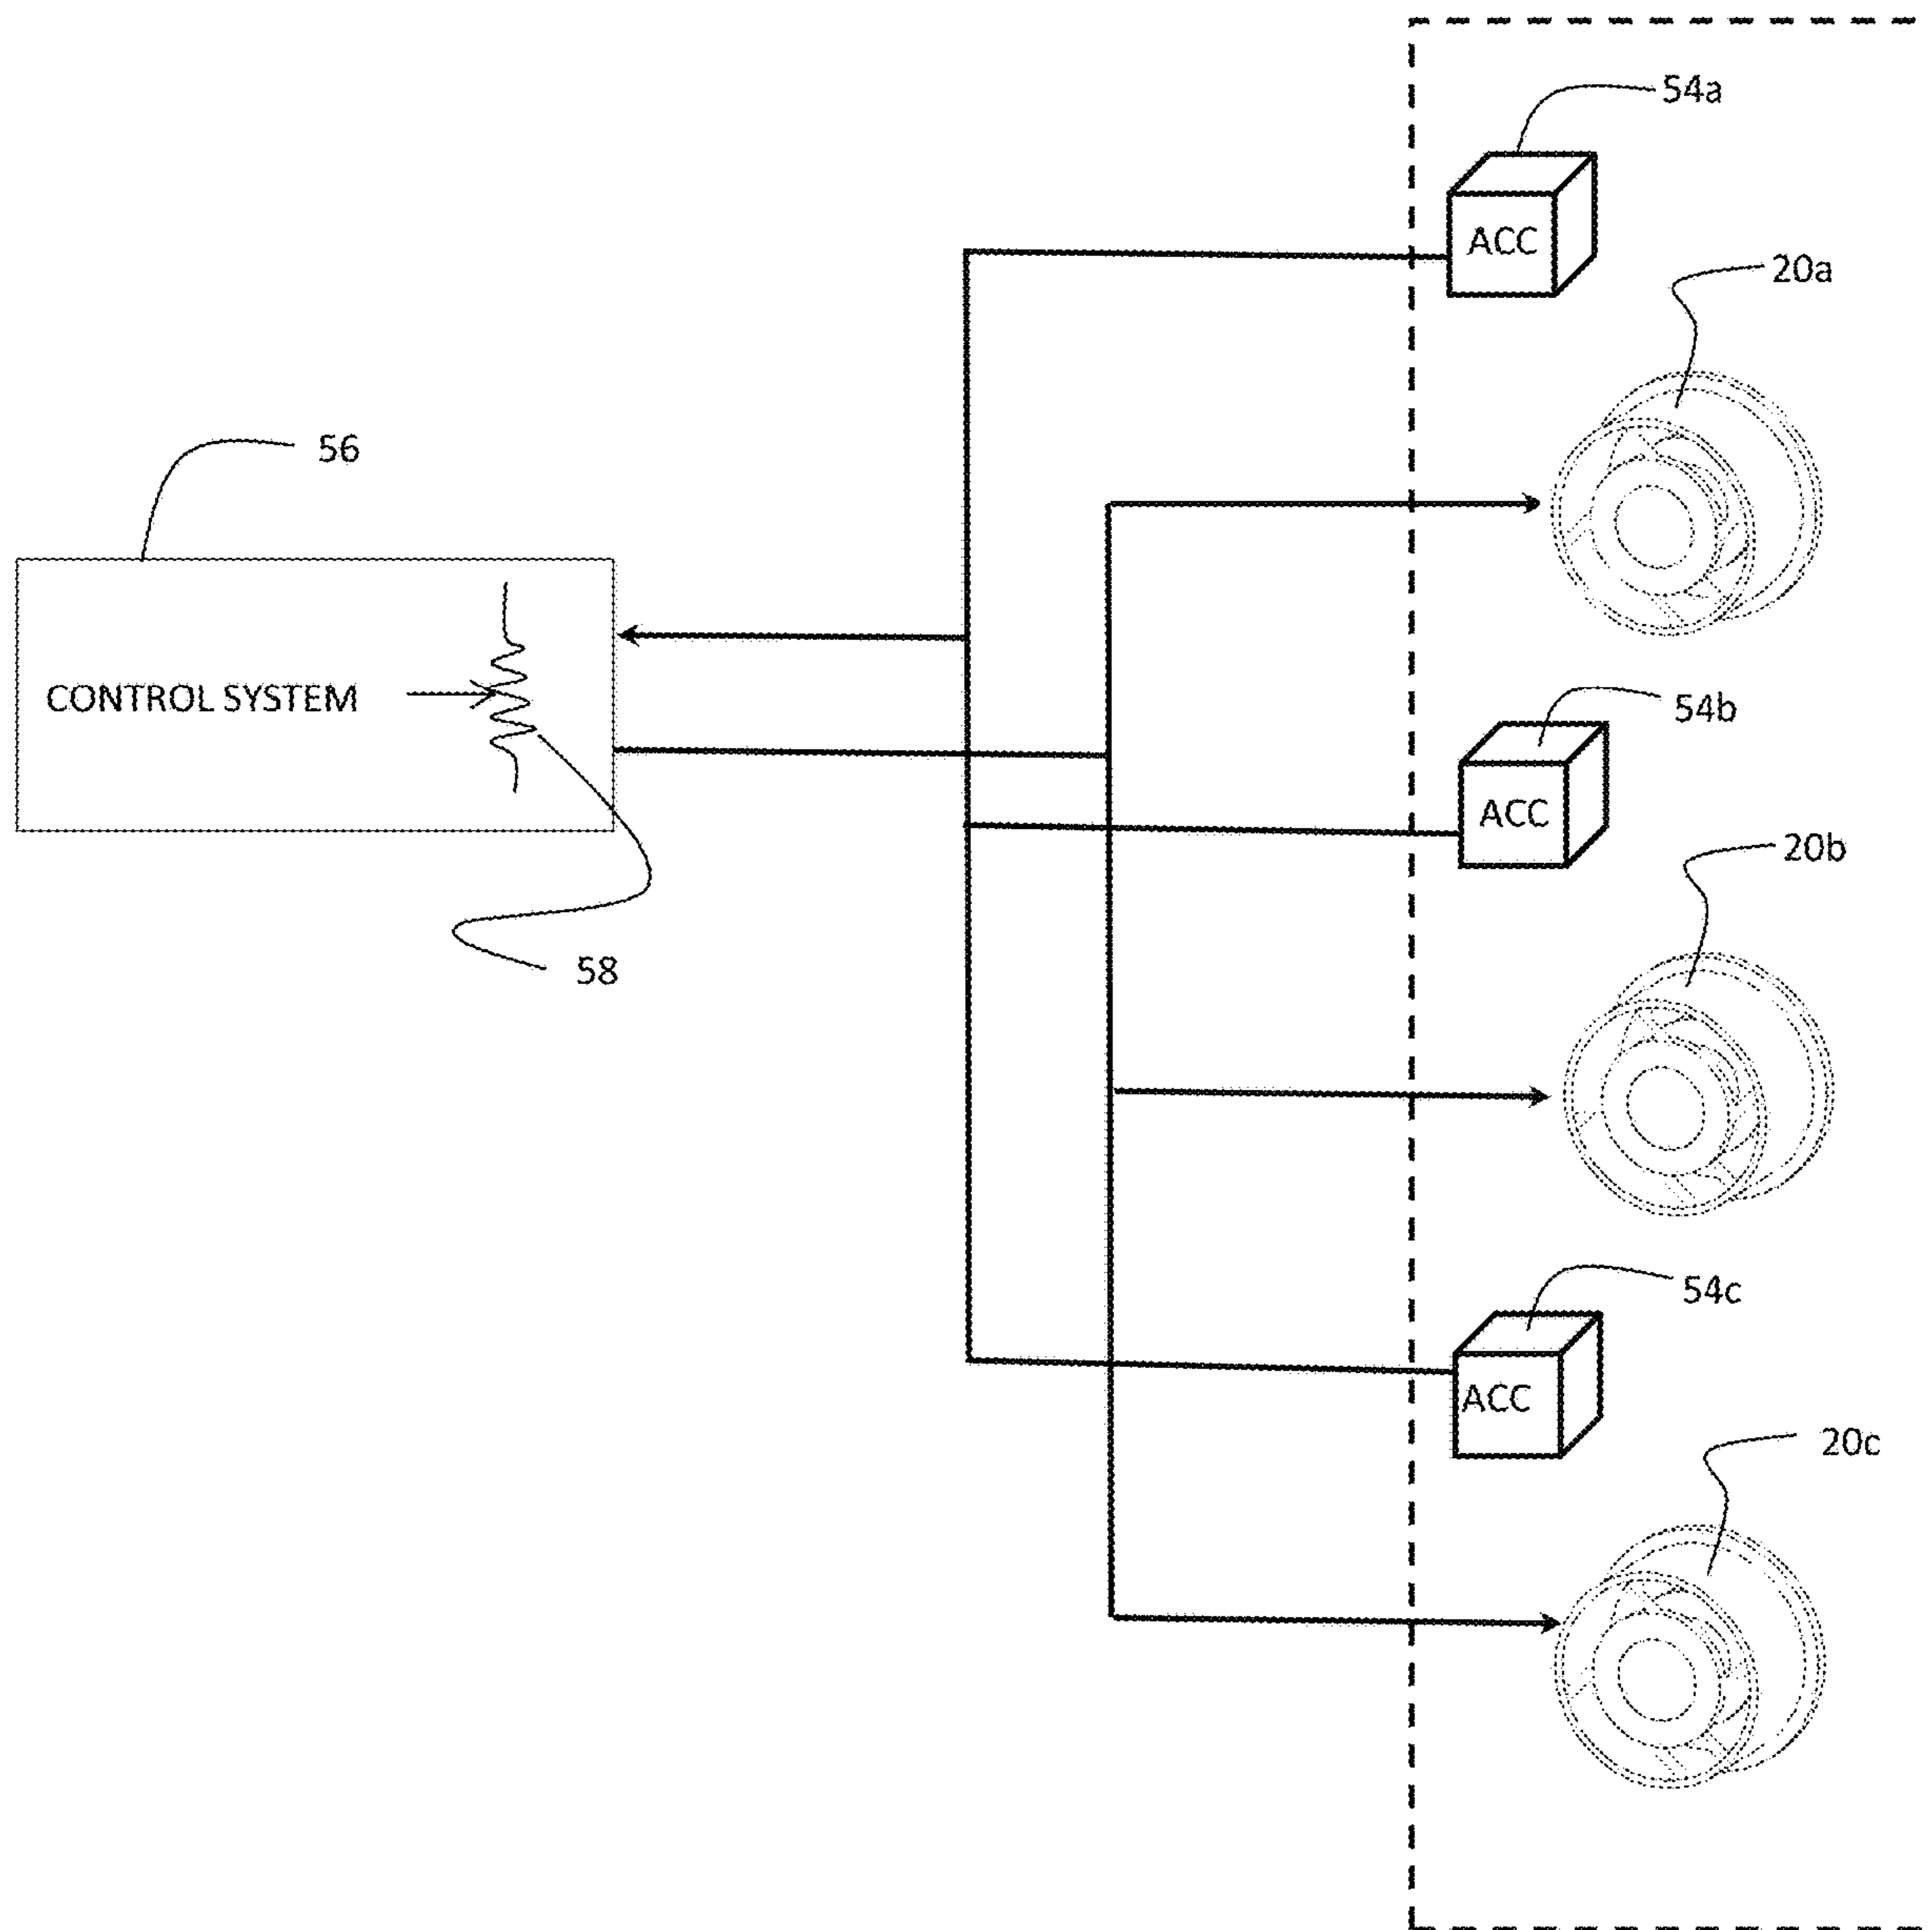 54a
ACC
20a
56
CONTROL SYSTEM
54b
ACC
20b
58
54c
ACC
20c